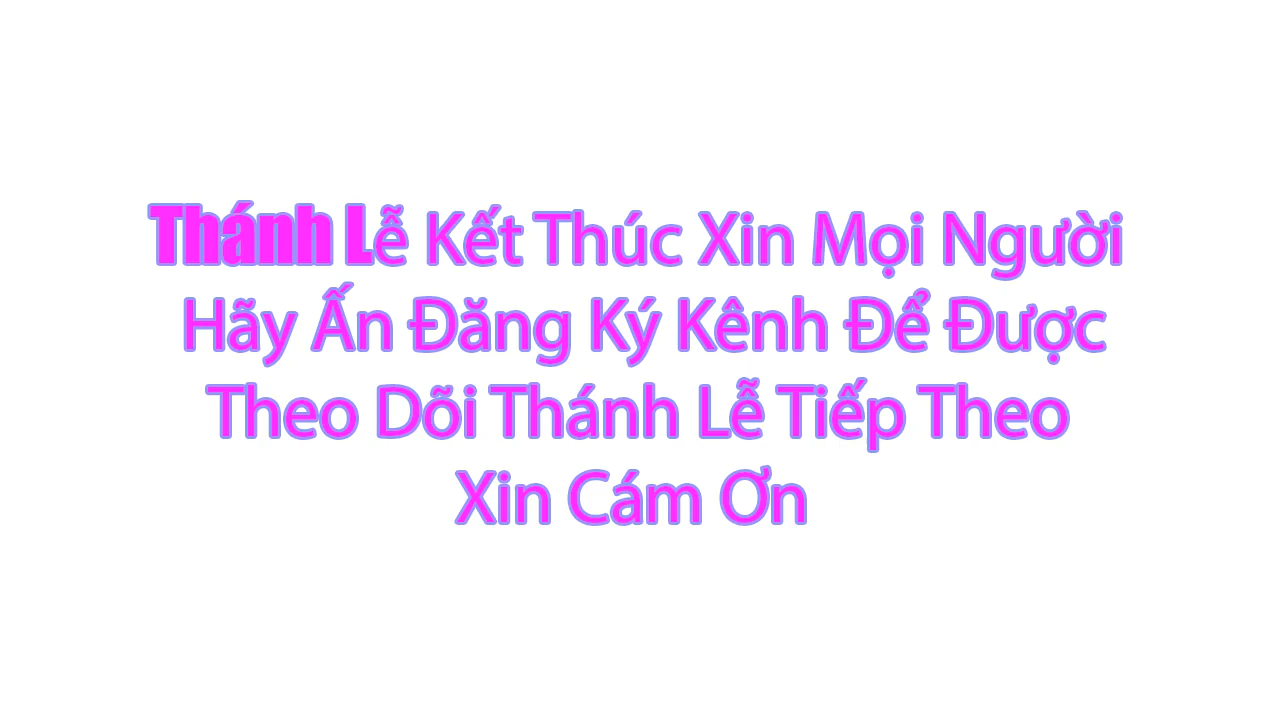 Thánh Lễ Kết Thúc Xin Mọi Người
Hãy Ấn Đăng Ký Kênh Để Được
Theo Dõi Thánh Lễ Tiếp Theo
Xin Cám Ơn